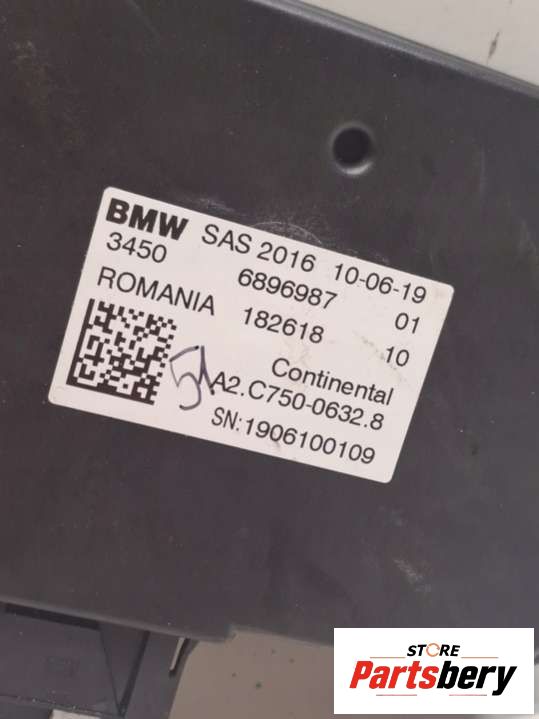 BMW SAS 2016 10-06-19
3450 6896987 01
ROMANIA 182618 10
Continental
51 A2.C750-0632.8
SN:1906100109
STORE
Partsbery